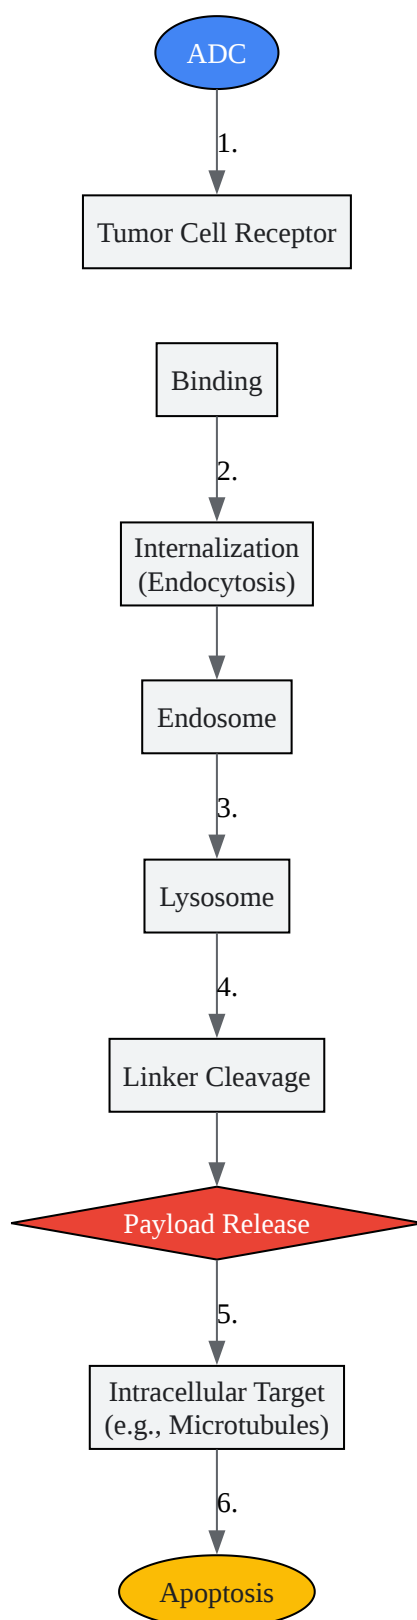 ADC
1.
Tumor Cell Receptor
Binding
2.
Internalization
(Endocytosis)
Endosome
3.
Lysosome
4.
Linker Cleavage
Payload Release
5.
Intracellular Target
(e.g., Microtubules)
6.
Apoptosis